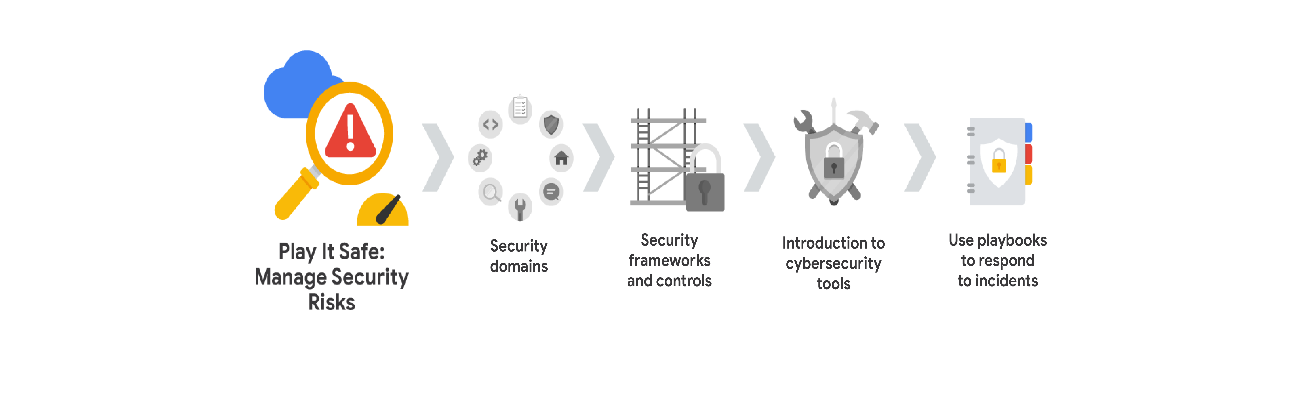 Play It Safe:
Manage Security
Risks
Security
domains
Security
frameworks
and controls
Introduction to
cybersecurity
tools
Use playbooks
to respond
to incidents